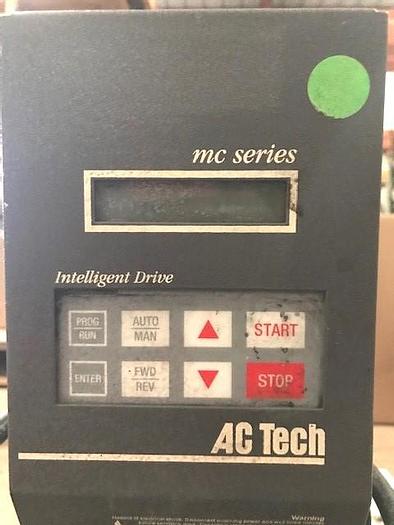 mc series
Intelligent Drive
PROG
RUN
AUTO
MAN
▲
START
ENTER
FWD
REV
▼
STOP
AC Tech
Warning